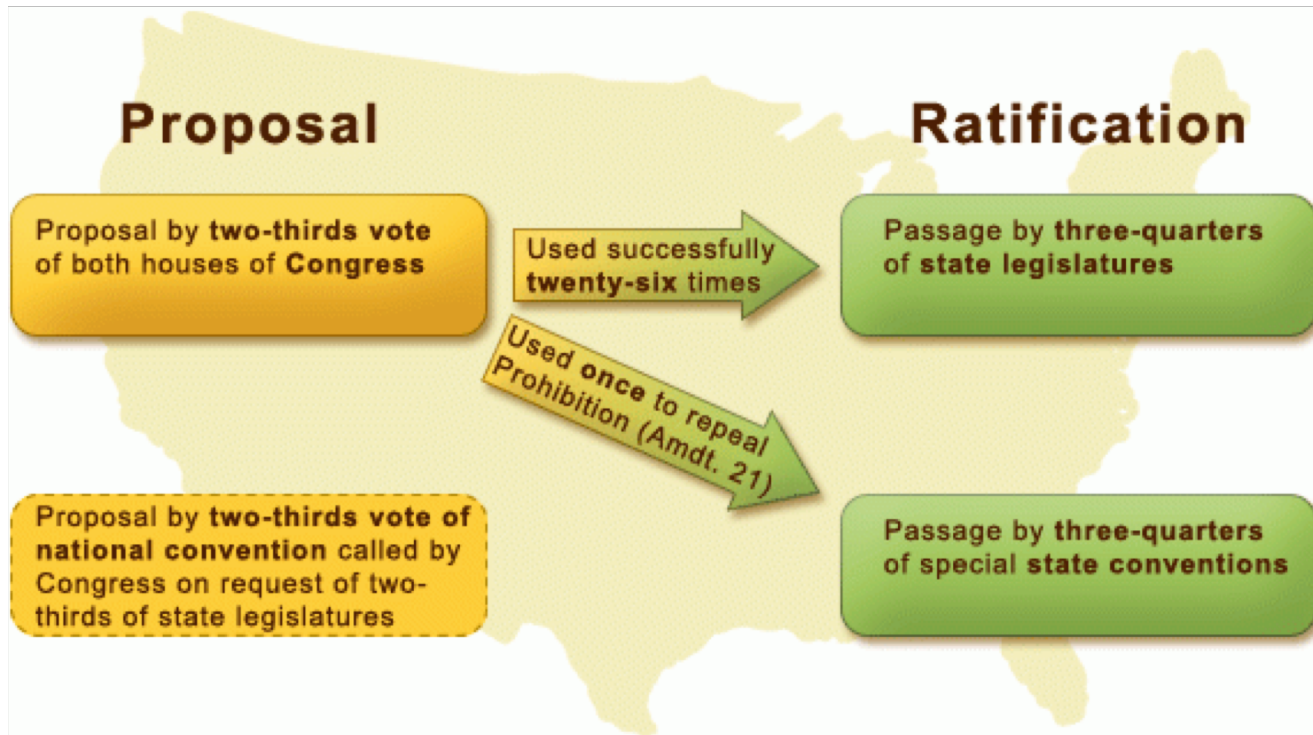 Proposal
Ratification
Proposal by two-thirds vote
of both houses of Congress
Used successfully
twenty-six times
Passage by three-quarters
of state legislatures
Used once to repeal
Prohibition (Amdt. 21)
Proposal by two-thirds vote of
national convention called by
Congress on request of two-
thirds of state legislatures
Passage by three-quarters
of special state conventions